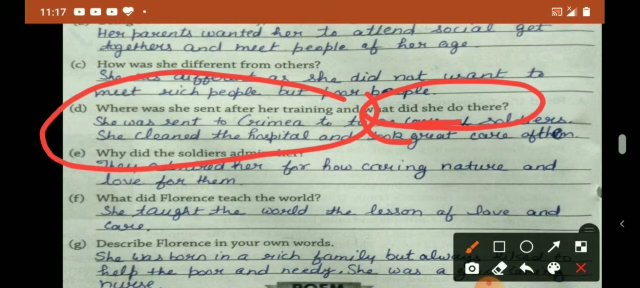 11:17
Her parents wanted her to attend social get
togethers and meet people of her age.
(c) How was she different from others?
She was different as she did not want to
meet rich people but poor people.
(d) Where was she sent after her training and what did she do there?
She was sent to Crimea to take care of soldiers.
She cleaned the hospital and took great care of them.
(e) Why did the soldiers admire her?
They admired her for how caring nature and
love for them.
(f) What did Florence teach the world?
She taught the world the lesson of love and
care.
(g) Describe Florence in your own words.
She was born in a rich family but always
help the poor and needy. She was a
nurse.
POEM